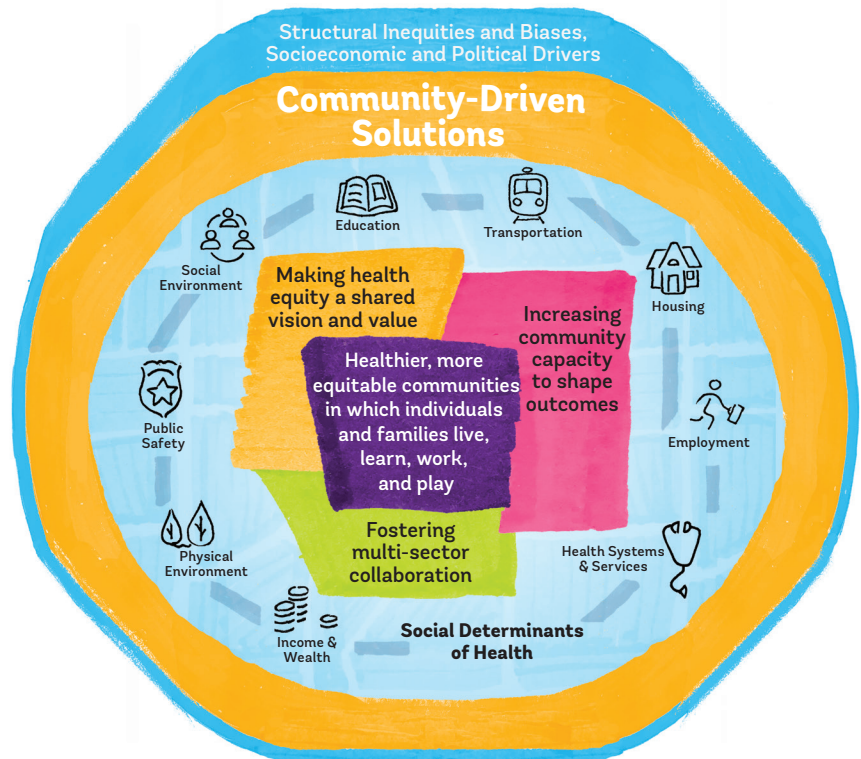 Structural Inequities and Biases,
Socioeconomic and Political Drivers
Community-Driven
Solutions
Education
Transportation
Social
Environment
Housing
Making health
equity a shared
vision and value
Increasing
community
capacity
to shape
outcomes
Healthier, more
equitable communities
in which individuals
and families live,
learn, work,
and play
Public
Safety
Employment
Fostering
multi-sector
collaboration
Physical
Environment
Health Systems
& Services
Income &
Wealth
Social Determinants
of Health